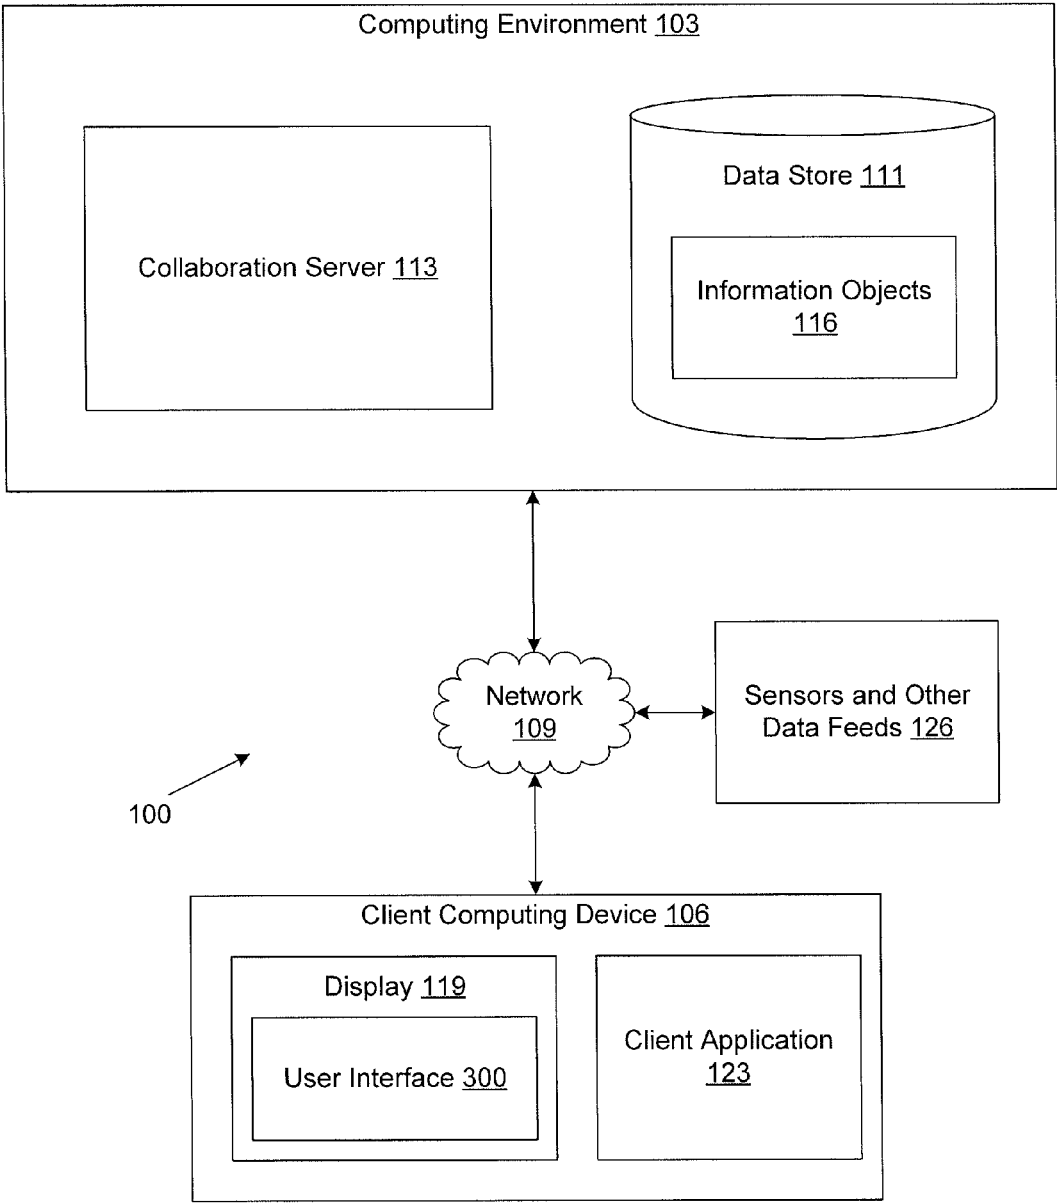 Computing Environment 103
Data Store 111
Collaboration Server 113
Information Objects
116
Network
109
Sensors and Other
Data Feeds 126
100
Client Computing Device 106
Display 119
User Interface 300
Client Application
123